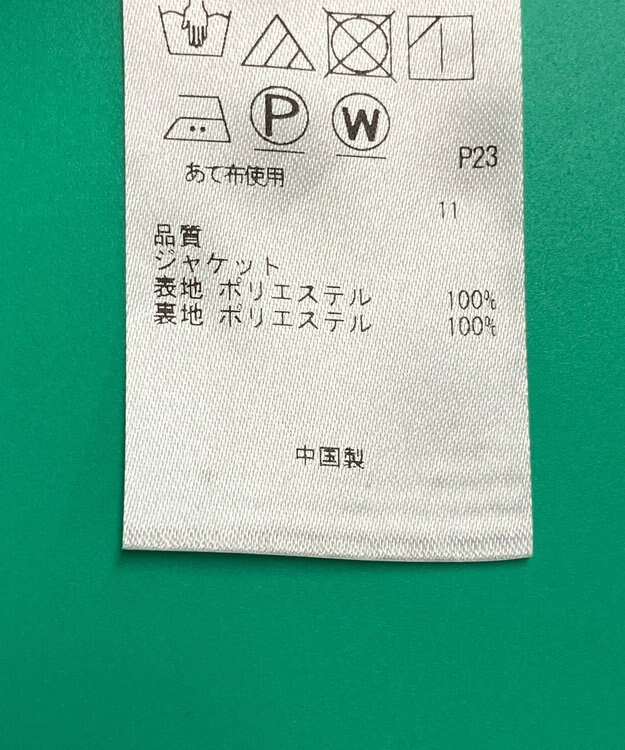 P W
あて布使用
P23
11
品質
ジャケット
表地 ポリエステル 100%
裏地 ポリエステル 100%
中国製